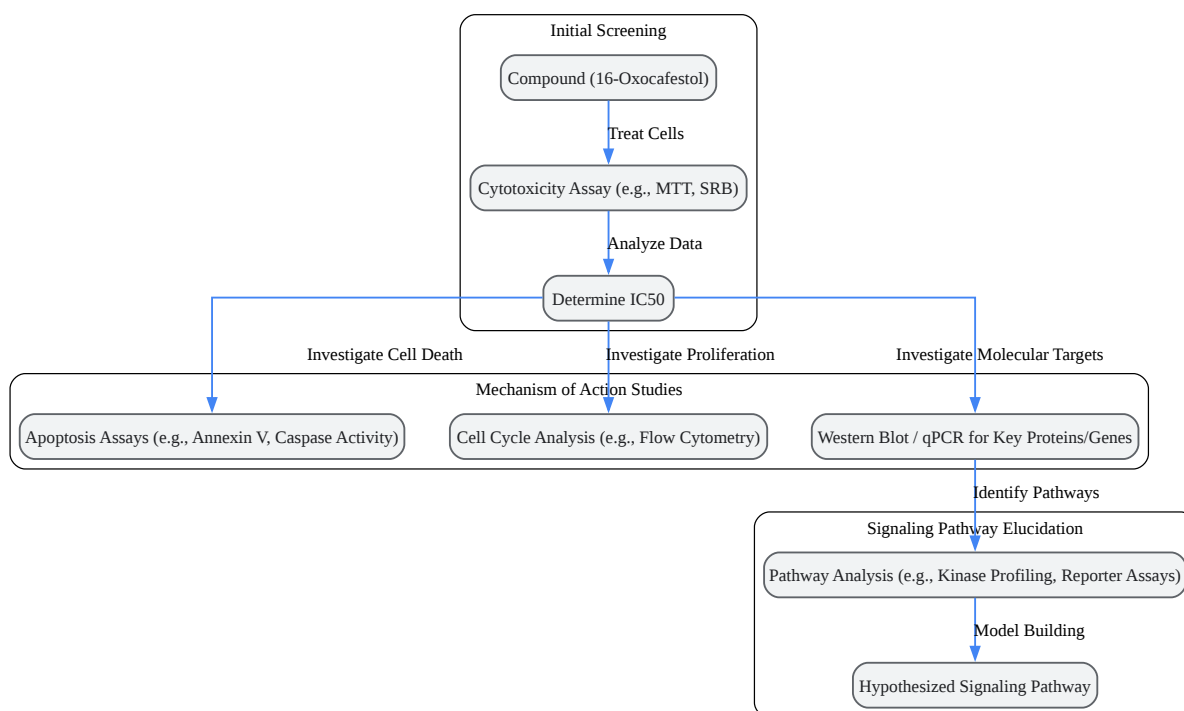 Initial Screening
Compound (16-Oxocafestol)
Treat Cells
Cytotoxicity Assay (e.g., MTT, SRB)
Analyze Data
Determine IC50
Investigate Cell Death
Investigate Proliferation
Investigate Molecular Targets
Mechanism of Action Studies
Apoptosis Assays (e.g., Annexin V, Caspase Activity)
Cell Cycle Analysis (e.g., Flow Cytometry)
Western Blot / qPCR for Key Proteins/Genes
Identify Pathways
Signaling Pathway Elucidation
Pathway Analysis (e.g., Kinase Profiling, Reporter Assays)
Model Building
Hypothesized Signaling Pathway